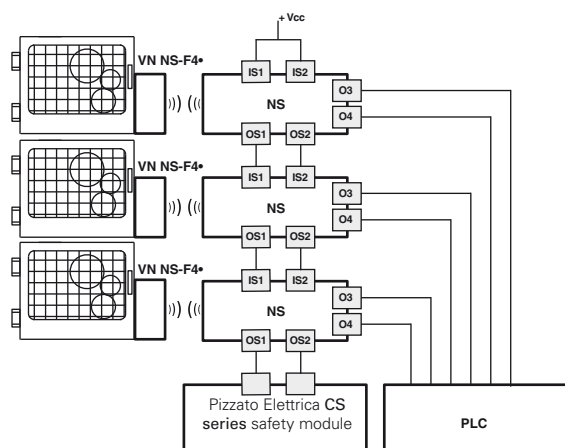 + Vcc
VN NS-F4•
IS1 IS2
NS
O3
O4
OS1 OS2
VN NS-F4•
IS1 IS2
NS
O3
O4
OS1 OS2
VN NS-F4•
IS1 IS2
NS
O3
O4
OS1 OS2
Pizzato Elettrica CS
series safety module
PLC